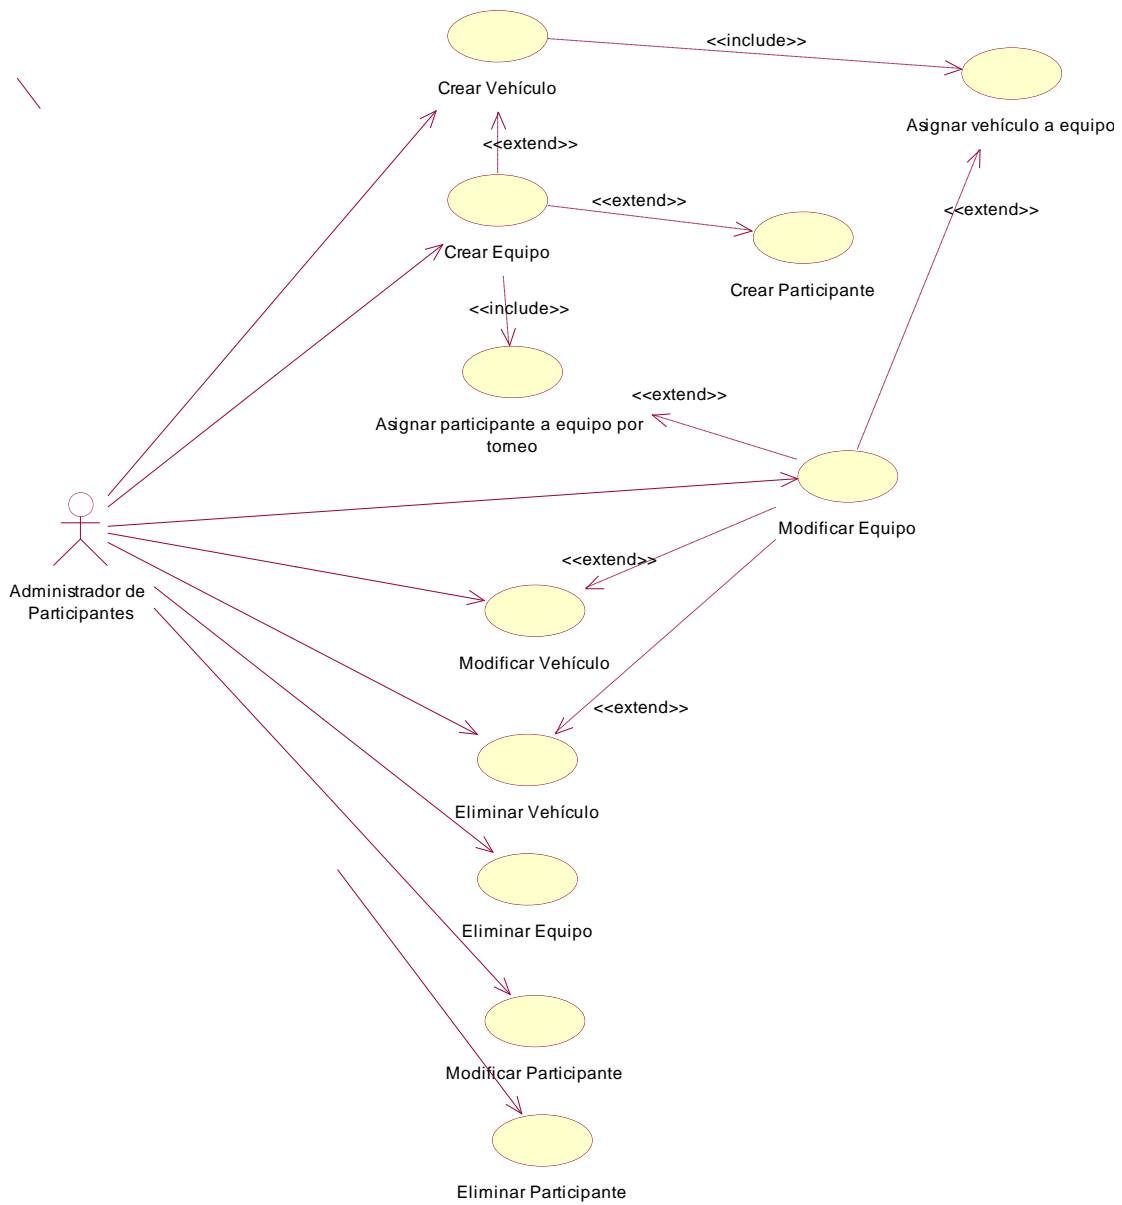 <<include>>
Crear Vehículo
Asignar vehículo a equipo
<<extend>>
<<extend>>
<<extend>>
Crear Equipo
Crear Participante
<<include>>
<<extend>>
Asignar participante a equipo por
torneo
Modificar Equipo
<<extend>>
Administrador de
Participantes
Modificar Vehículo
<<extend>>
Eliminar Vehículo
Eliminar Equipo
Modificar Participante
Eliminar Participante